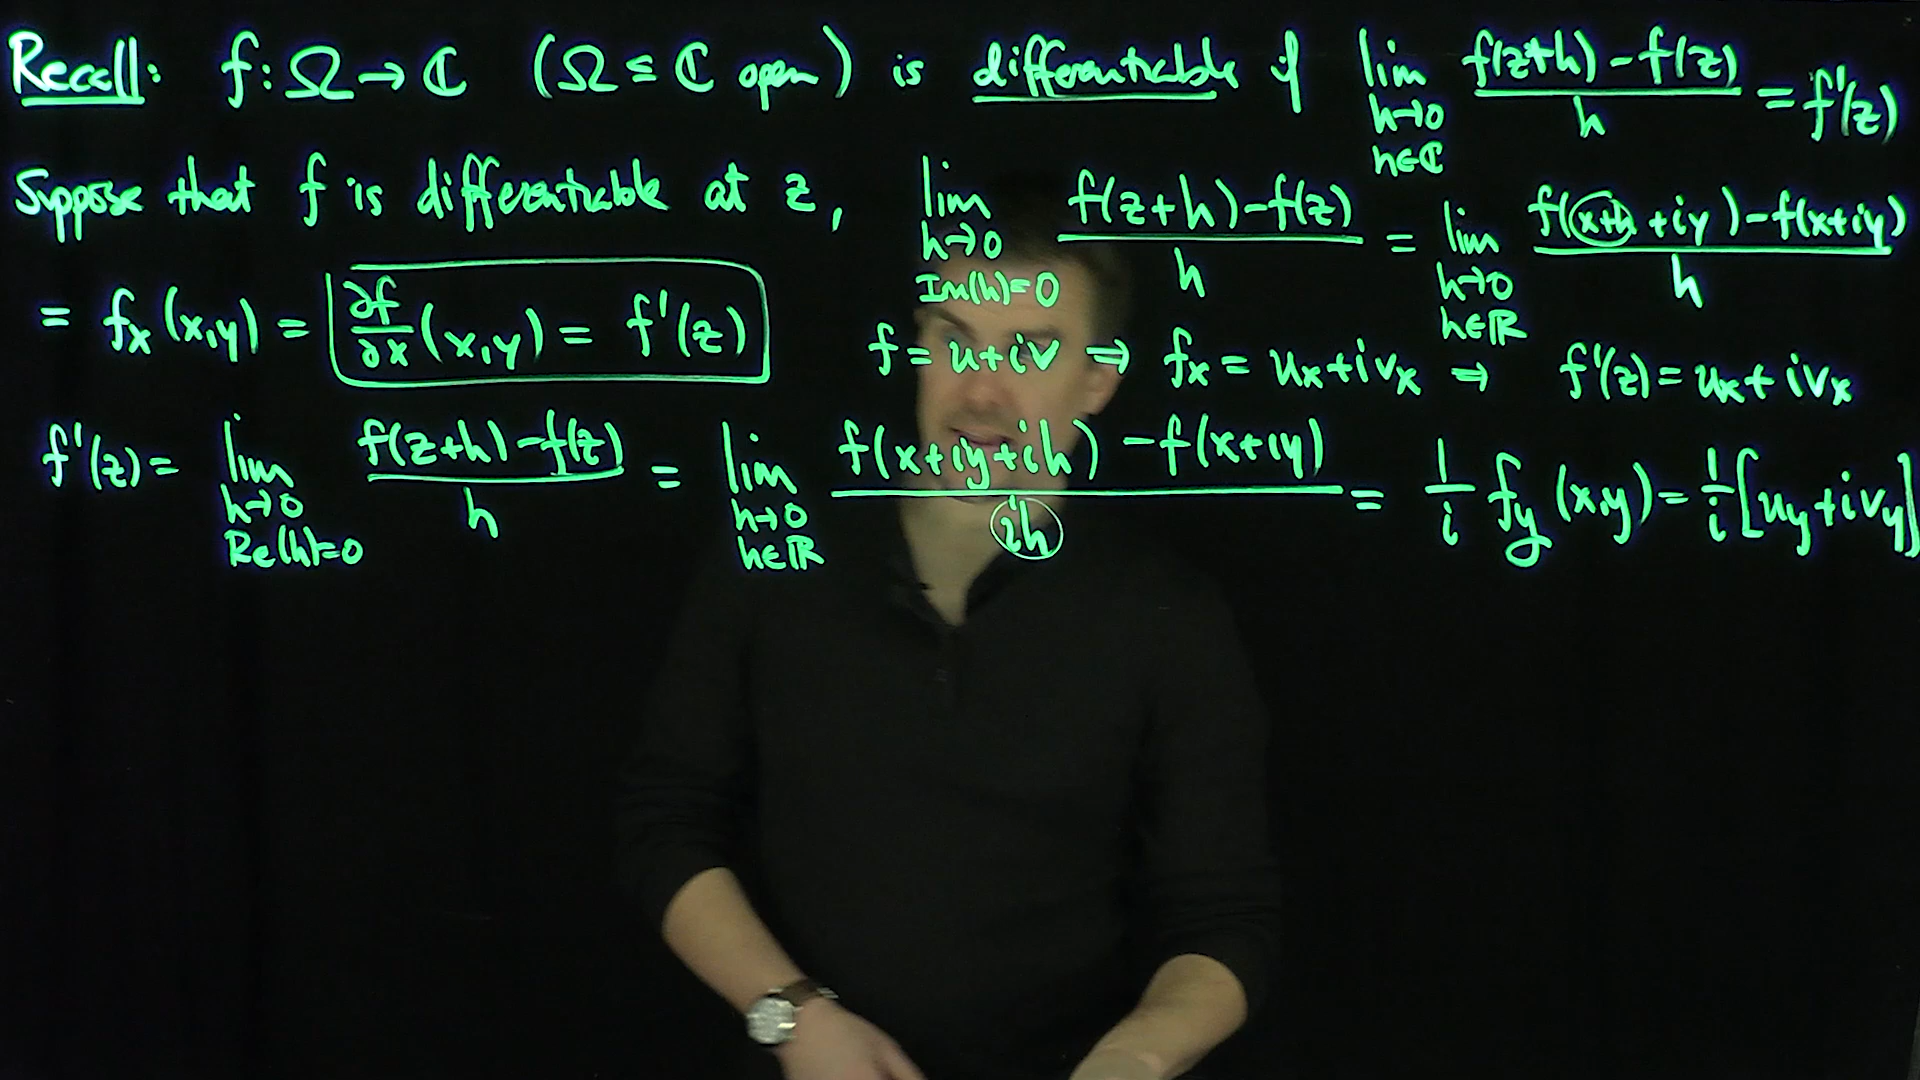 Recall: f: Ω → ℂ (Ω ⊆ ℂ open) is differentiable if lim_{h→0, h∈ℂ} (f(z+h) - f(z))/h = f'(z)
Suppose that f is differentiable at z, lim_{h→0, Im(h)=0} (f(z+h)-f(z))/h = lim_{h→0, h∈ℝ} (f(x+h+iy)-f(x+iy))/h
= f_x(x,y) = ∂f/∂x (x,y) = f'(z) f = u+iv ⇒ f_x = u_x+iv_x ⇒ f'(z) = u_x+iv_x
f'(z) = lim_{h→0, Re(h)=0} (f(z+h)-f(z))/h = lim_{h→0, h∈ℝ} (f(x+iy+ih) - f(x+iy))/(ih) = 1/i f_y (x,y) = 1/i [u_y+iv_y]